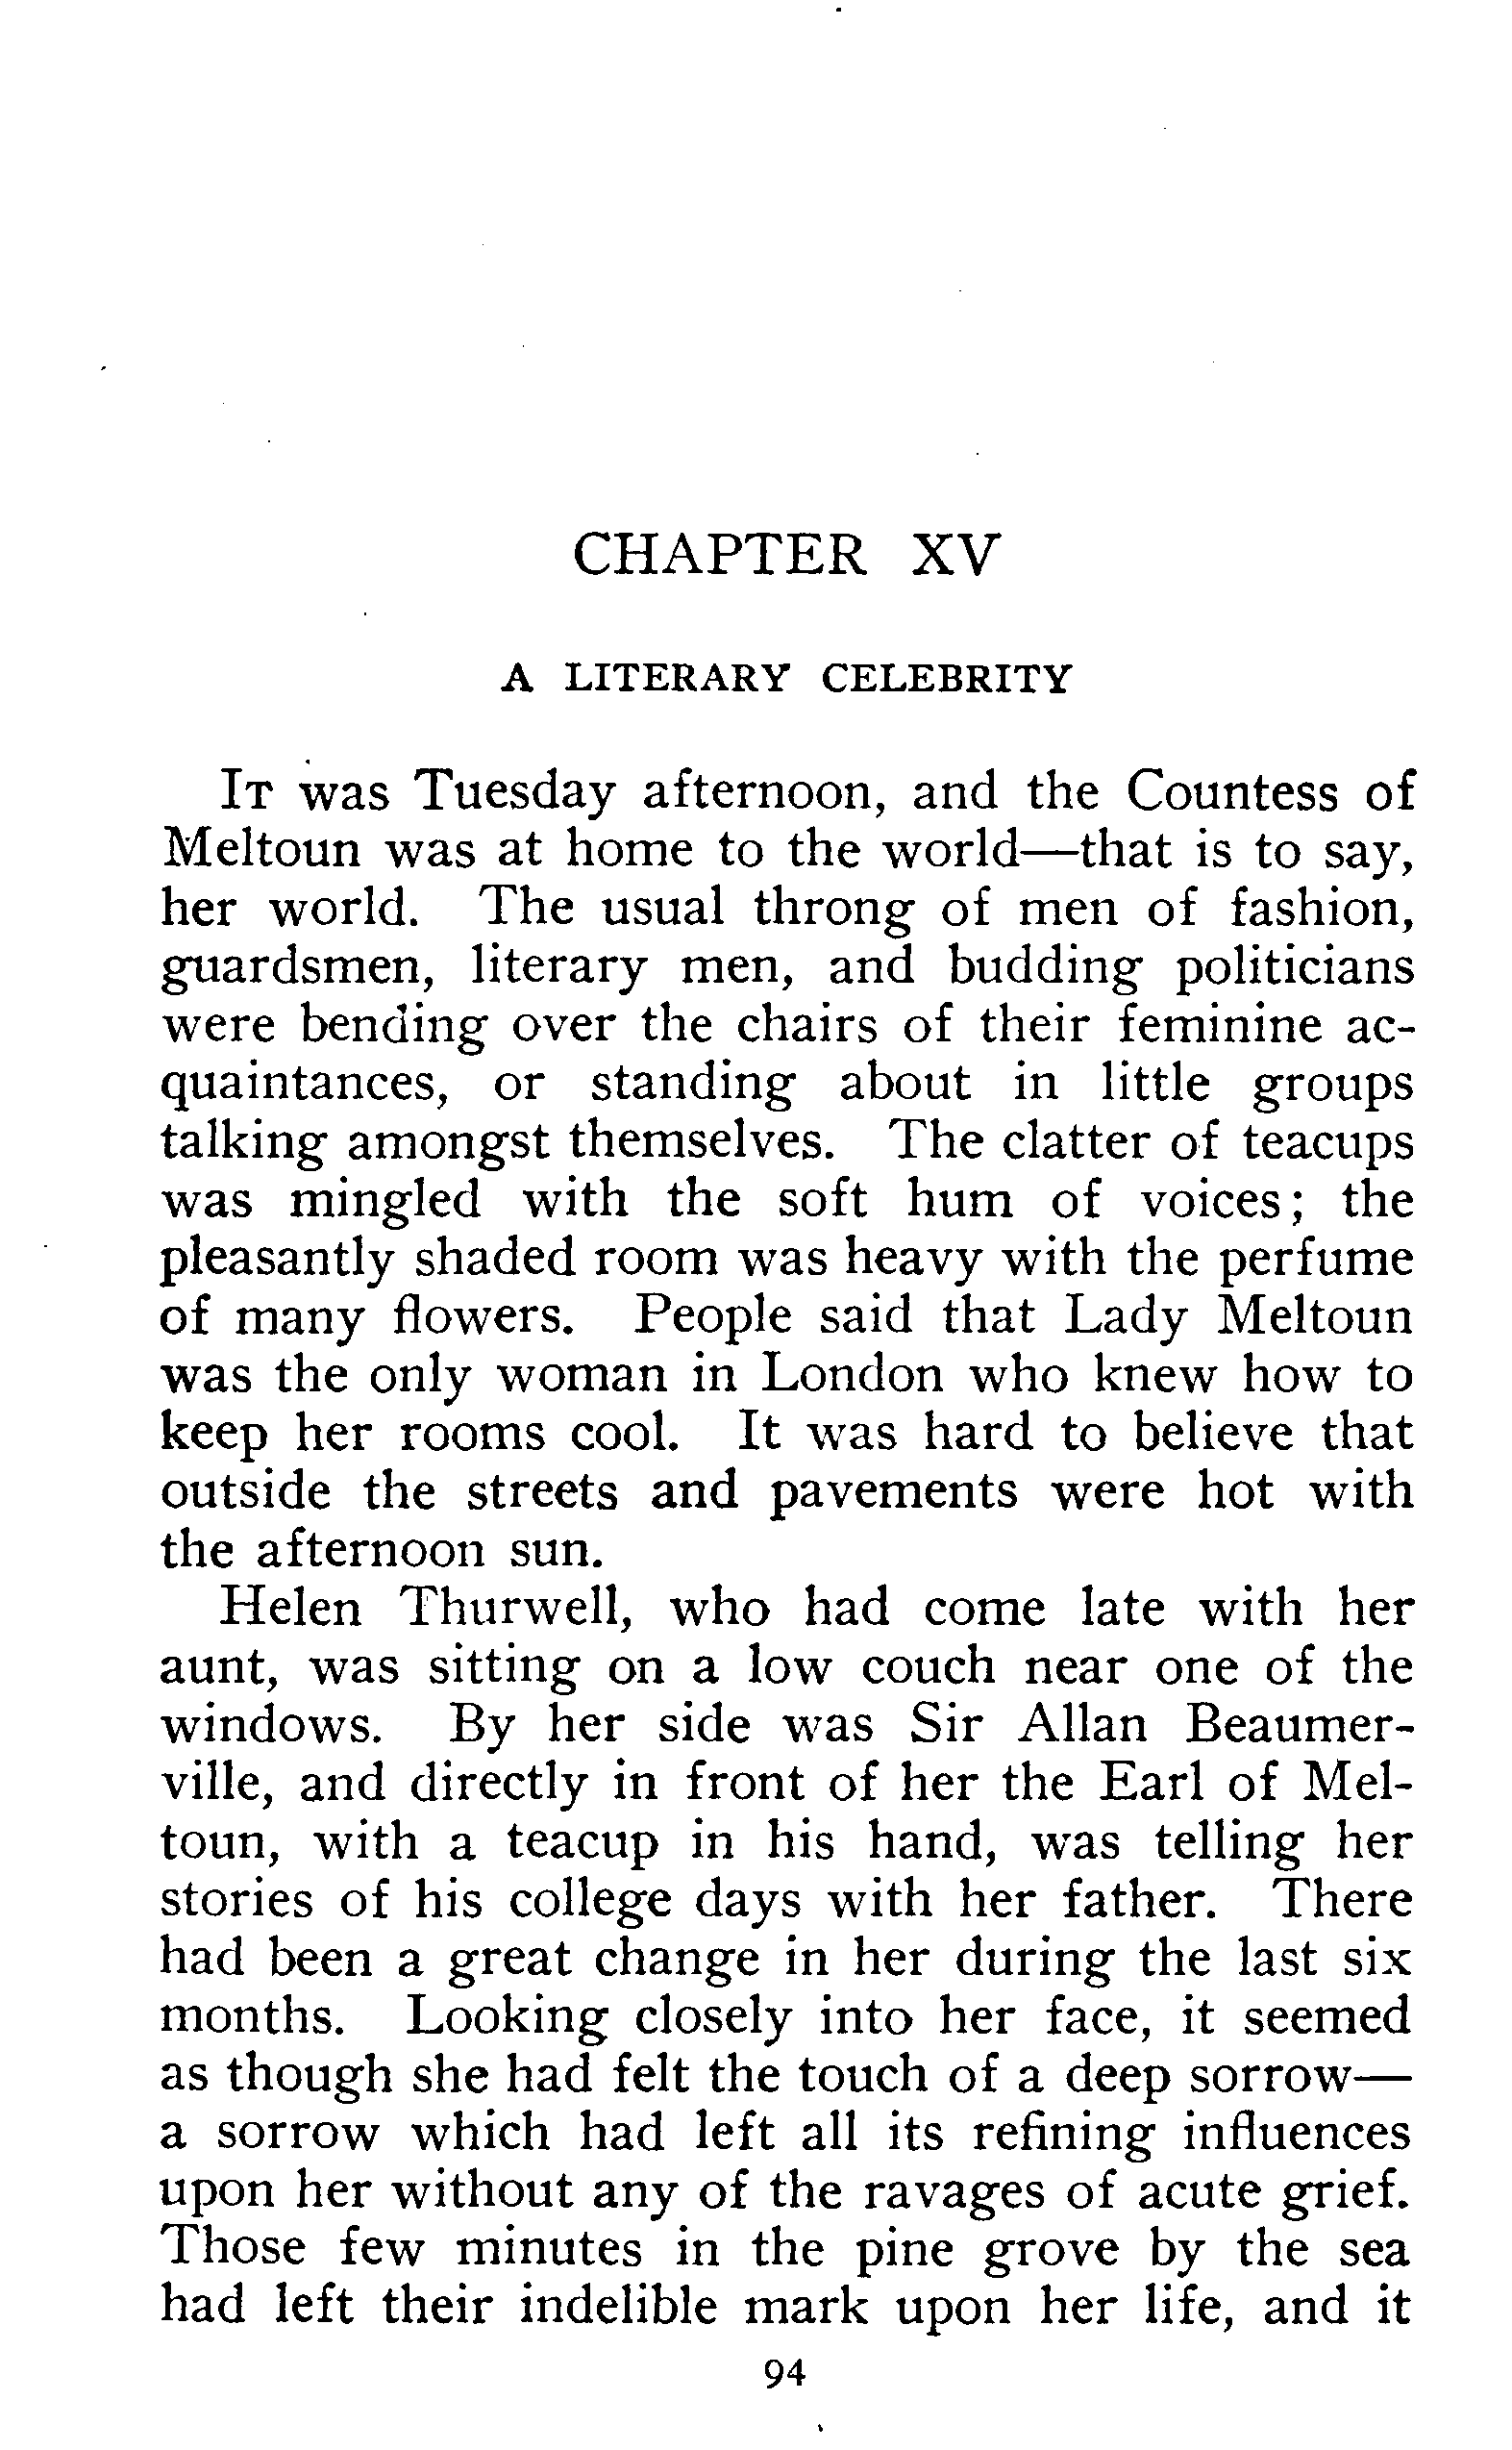 CHAPTER XV
A LITERARY CELEBRITY
It was Tuesday afternoon, and the Countess of
Meltoun was at home to the world—that is to say,
her world. The usual throng of men of fashion,
guardsmen, literary men, and budding politicians
were bending over the chairs of their feminine ac-
quaintances, or standing about in little groups
talking amongst themselves. The clatter of teacups
was mingled with the soft hum of voices; the
pleasantly shaded room was heavy with the perfume
of many flowers. People said that Lady Meltoun
was the only woman in London who knew how to
keep her rooms cool. It was hard to believe that
outside the streets and pavements were hot with
the afternoon sun.
Helen Thurwell, who had come late with her
aunt, was sitting on a low couch near one of the
windows. By her side was Sir Allan Beaumer-
ville, and directly in front of her the Earl of Mel-
toun, with a teacup in his hand, was telling her
stories of his college days with her father. There
had been a great change in her during the last six
months. Looking closely into her face, it seemed
as though she had felt the touch of a deep sorrow—
a sorrow which had left all its refining influences
upon her without any of the ravages of acute grief.
Those few minutes in the pine grove by the sea
had left their indelible mark upon her life, and it
94